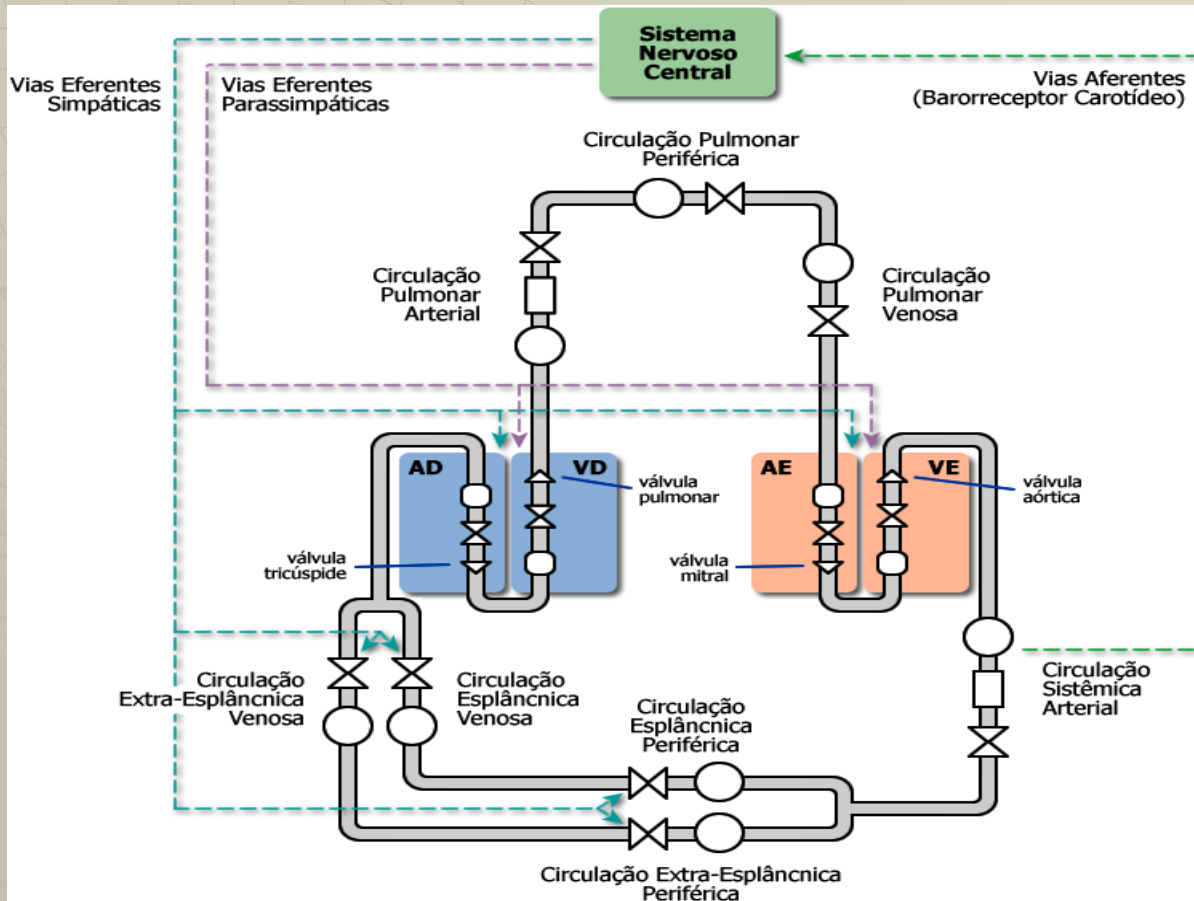 Sistema
Nervoso
Central
Vias Eferentes
Simpáticas
Vias Eferentes
Parassimpáticas
Vias Aferentes
(Barorreceptor Carotídeo)
Circulação Pulmonar
Periférica
Circulação
Pulmonar
Arterial
Circulação
Pulmonar
Venosa
AD
VD
válvula
pulmonar
válvula
tricúspide
AE
VE
válvula
aórtica
válvula
mitral
Circulação
Extra-Esplâncnica
Venosa
Circulação
Esplâncnica
Venosa
Circulação
Esplâncnica
Periférica
Circulação
Sistêmica
Arterial
Circulação Extra-Esplâncnica
Periférica